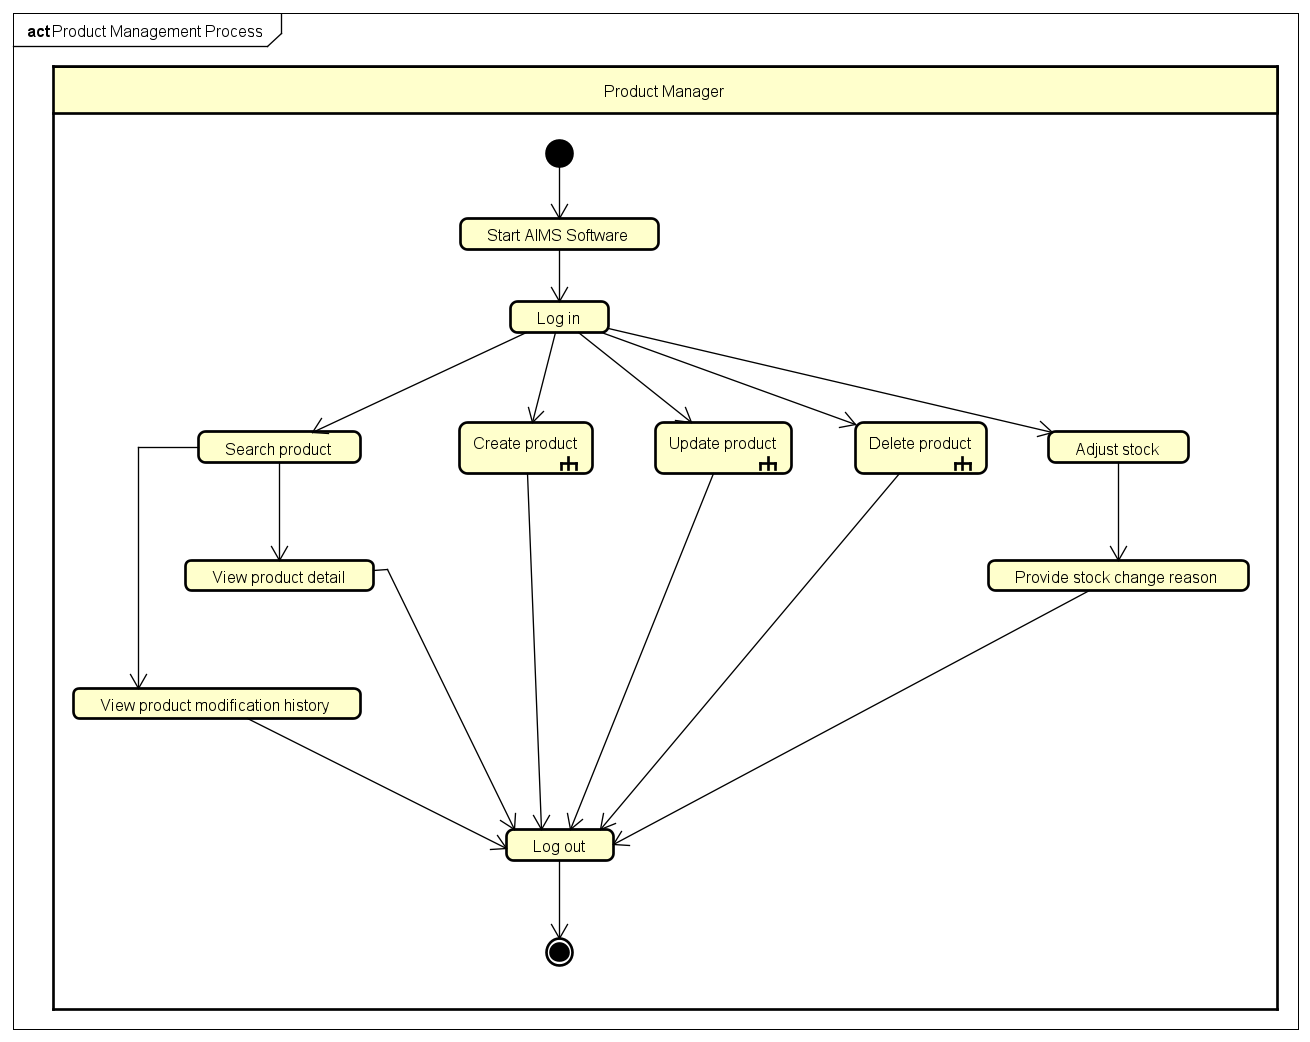 act Product Management Process
Product Manager
Start AIMS Software
Log in
Search product
Create product
Update product
Delete product
Adjust stock
View product detail
Provide stock change reason
View product modification history
Log out